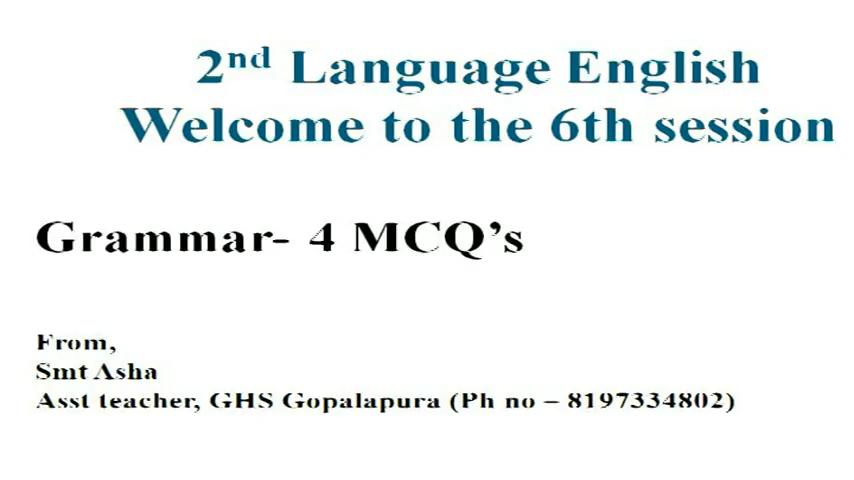 2nd Language English
Welcome to the 6th session
Grammar- 4 MCQ’s
From,
Smt Asha
Asst teacher, GHS Gopalapura (Ph no – 8197334802)